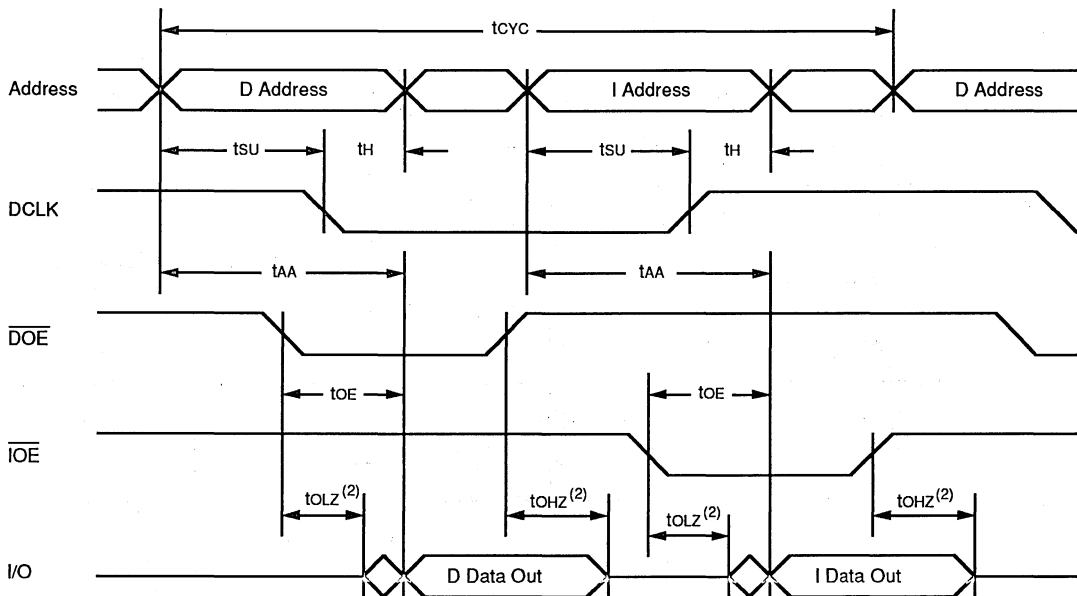 tCYC
Address D Address I Address D Address
tSU tH tSU tH
DCLK
tAA tAA
DOE
tOE tOE
IOE
tOLZ(2) tOHZ(2) tOLZ(2) tOHZ(2)
I/O D Data Out I Data Out